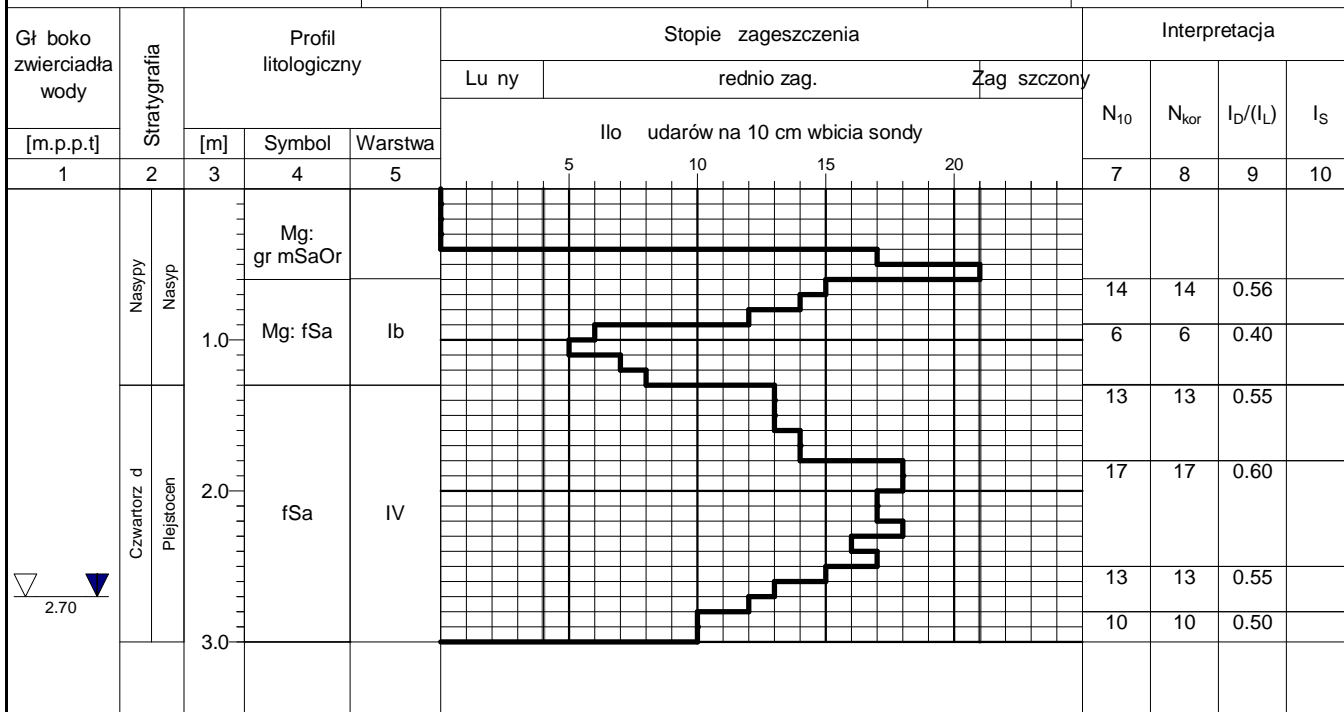 Gł boko
zwierciadła
wody
[m.p.p.t]
1
Stratygrafia
2
Profil
litologiczny
[m]
Symbol
Warstwa
3
4
5
Stopie zageszczenia
Lu ny
rednio zag.
Zag szczony
Ilo udarów na 10 cm wbicia sondy
5
10
15
20
Interpretacja
N10
Nkor
ID/(IL)
IS
7
8
9
10
Nasypy
Nasyp
Mg:
gr mSaOr
14 14 0.56
1.0
Mg: fSa
Ib
6 6 0.40
13 13 0.55
Czwartorz d
Plejstocen
2.0
fSa
IV
17 17 0.60
2.70
13 13 0.55
10 10 0.50
3.0